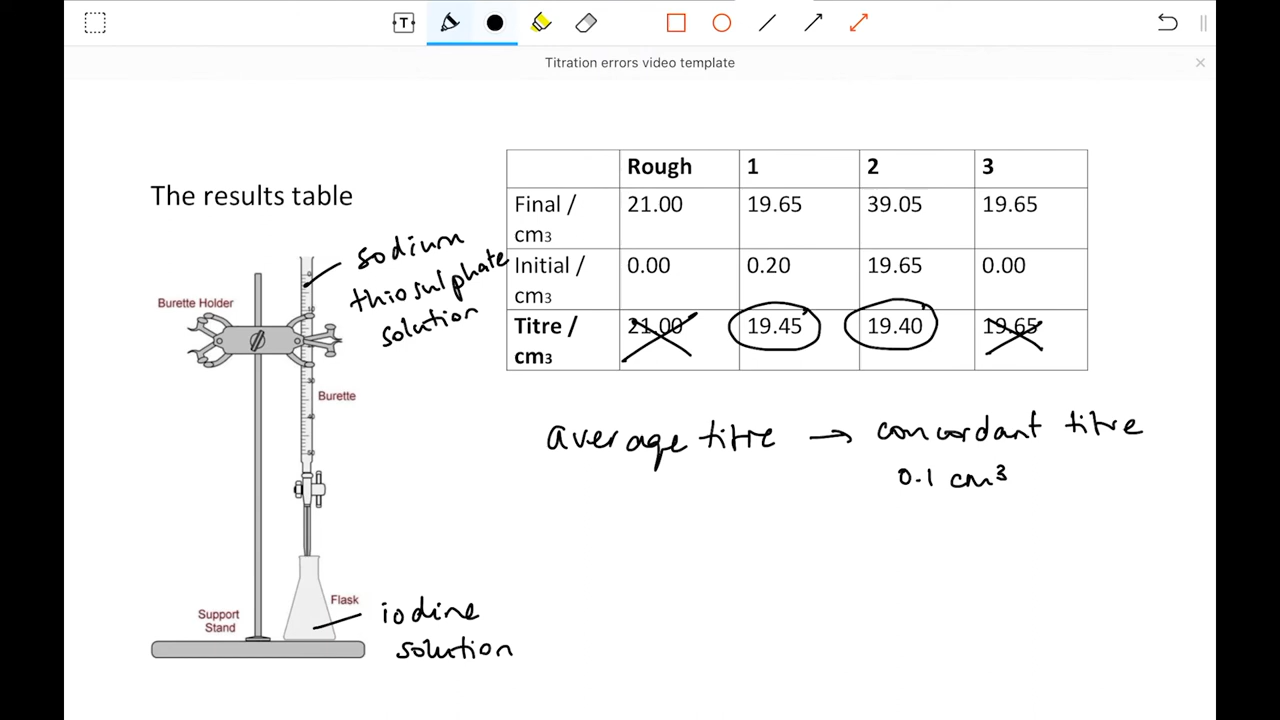 T
Titration errors video template
The results table
Rough 1 2 3
Final / cm3 21.00 19.65 39.05 19.65
Initial / cm3 0.00 0.20 19.65 0.00
Titre / cm3 21.00 19.45 19.40 19.65
sodium
thiosulphate
solution
Burette Holder
Burette
average titre → concordant titre
0.1 cm³
Flask
Support
Stand
iodine
solution